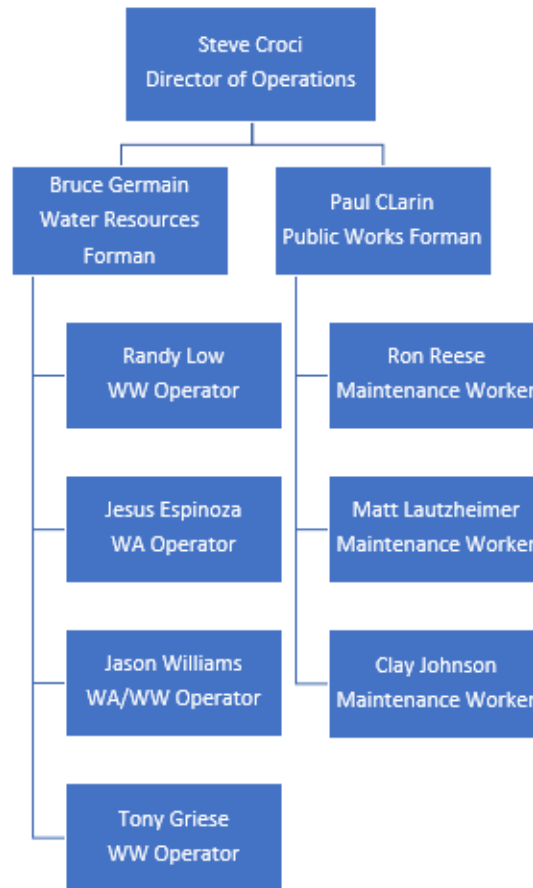 Steve Croci
Director of Operations
Bruce Germain
Water Resources
Forman
Paul CLarin
Public Works Forman
Randy Low
WW Operator
Jesus Espinoza
WA Operator
Jason Williams
WA/WW Operator
Tony Griese
WW Operator
Ron Reese
Maintenance Worker
Matt Lautzheimer
Maintenance Worker
Clay Johnson
Maintenance Worker